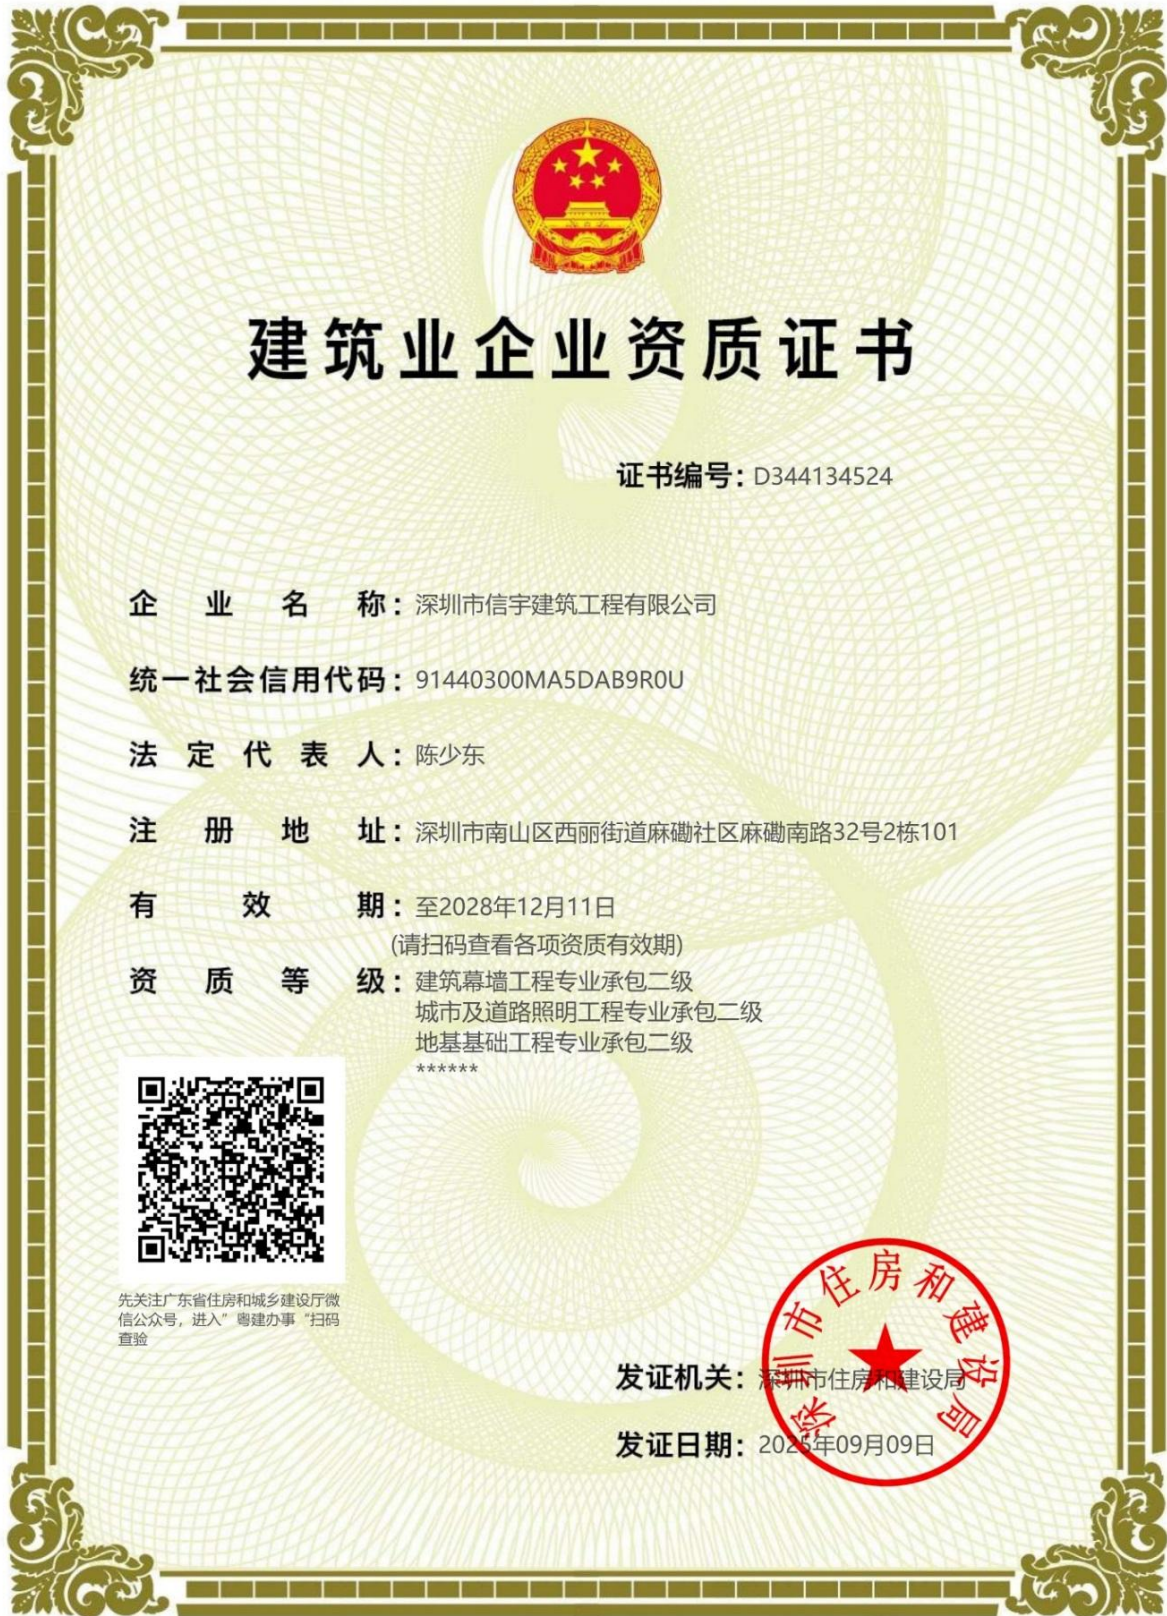 建筑业企业资质证书
证书编号：D344134524
企业名称：深圳市信宇建筑工程有限公司
统一社会信用代码：91440300MA5DAB9R0U
法定代表人：陈少东
注册地址：深圳市南山区西丽街道麻磡社区麻磡南路32号2栋101
有效期：至2028年12月11日
(请扫码查看各项资质有效期)
资质等级：建筑幕墙工程专业承包二级
城市及道路照明工程专业承包二级
地基基础工程专业承包二级
******
先关注广东省住房和城乡建设厅微
信公众号，进入”粤建办事“扫码
查验
发证机关：深圳市住房和建设局
发证日期：2025年09月09日
深圳市住房和建设局